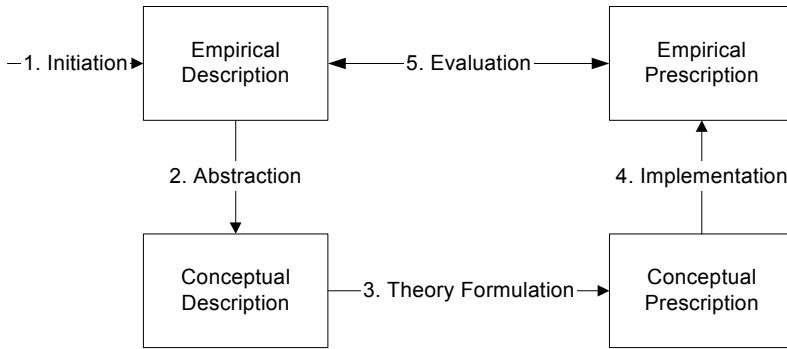 Empirical
Description
Empirical
Prescription
1. Initiation
5. Evaluation
2. Abstraction
4. Implementation
Conceptual
Description
3. Theory Formulation
Conceptual
Prescription